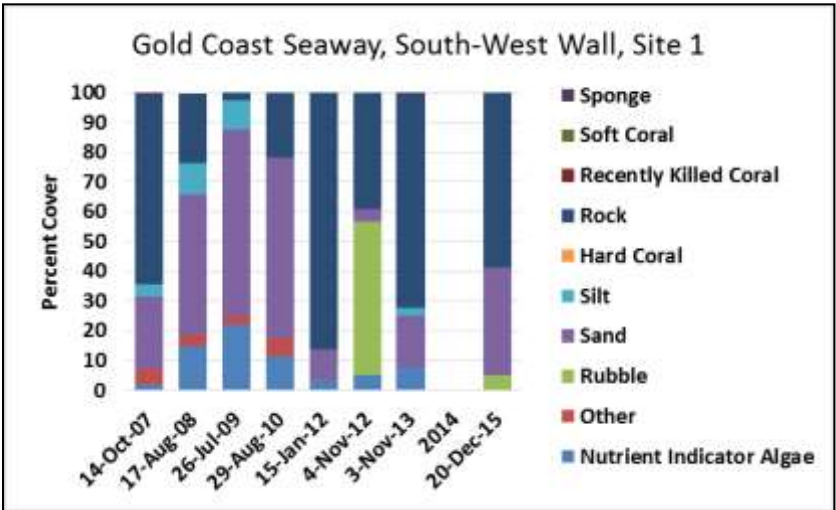 Gold Coast Seaway, South-West Wall, Site 1
Percent Cover
100
90
80
70
60
50
40
30
20
10
0
14-Oct-07
17-Aug-08
26-Jul-09
29-Aug-10
15-Jan-12
4-Nov-12
3-Nov-13
2014
20-Dec-15
Sponge
Soft Coral
Recently Killed Coral
Rock
Hard Coral
Silt
Sand
Rubble
Other
Nutrient Indicator Algae